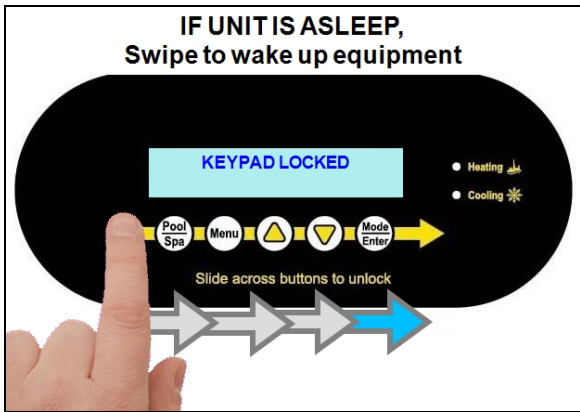 IF UNIT IS ASLEEP,
Swipe to wake up equipment
KEYPAD LOCKED
Heating
Cooling
Pool
Spa
Menu
Mode
Enter
Slide across buttons to unlock